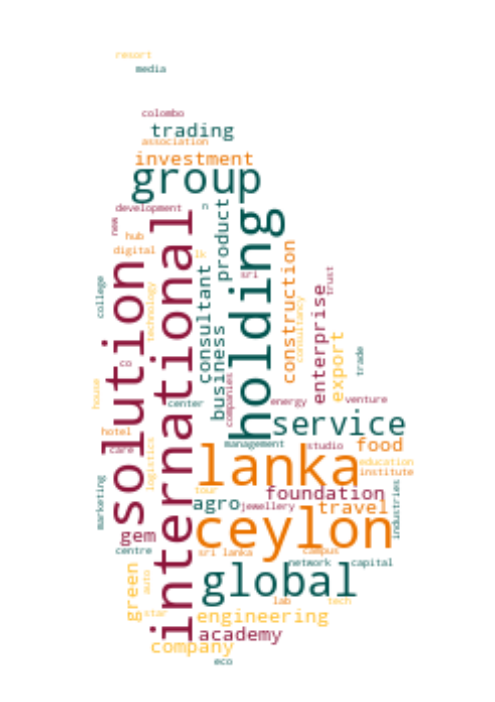 resort
media
colombo
trading
association
investment
group
development
n
new
product
holding
international
hub
digital
lk
solution
consultant
sri
trust
construction
consultancy
college
technology
enterprise
business
export
trade
co
companies
house
center
energy
venture
hotel
service
care
management
studio
food
logistics
lanka
education
institute
marketing
tour
foundation
agro
jewellery
travel
industries
ceylon
gem
centre
sri lanka
campus
network
capital
green
auto
global
lab
tech
star
engineering
academy
company
eco